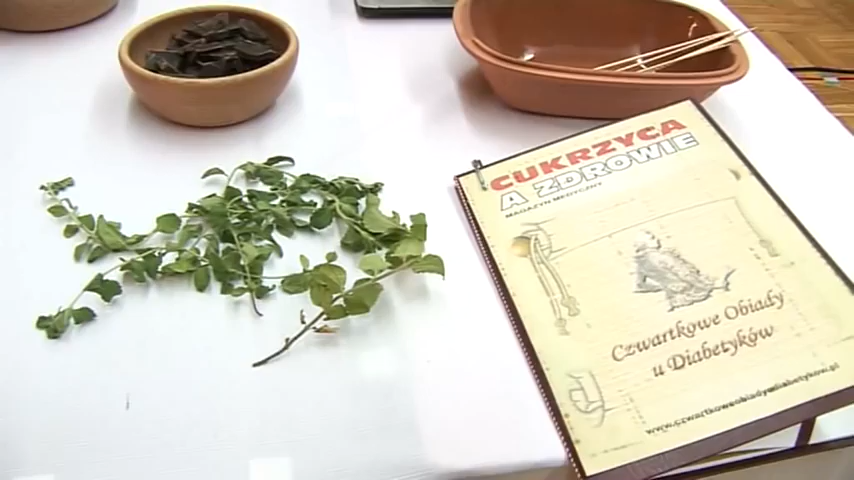 CUKRZYCA
A ZDROWIE
MAGAZYN MEDYCZNY
Czwartkowe Obiady
u Diabetyków
www.czwartkoweobiadyudiabetykow.pl